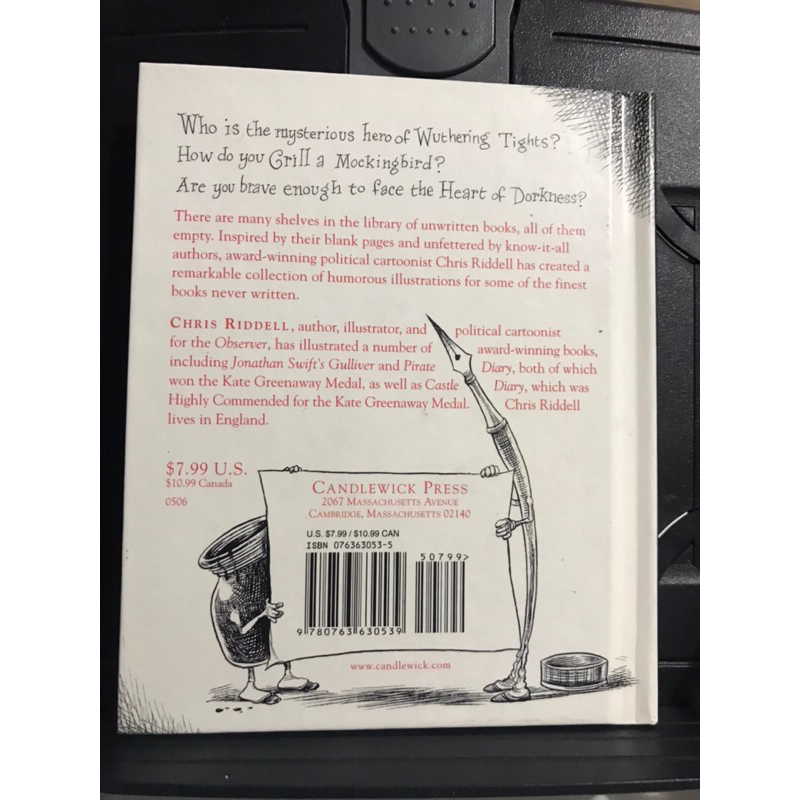 Who is the mysterious hero of Wuthering Tights?
How do you Grill a Mockingbird?
Are you brave enough to face the Heart of Dorkness?
There are many shelves in the library of unwritten books, all of them
empty. Inspired by their blank pages and unfettered by know-it-all
authors, award-winning political cartoonist Chris Riddell has created a
remarkable collection of humorous illustrations for some of the finest
books never written.
CHRIS RIDDELL, author, illustrator, and political cartoonist
for the Observer, has illustrated a number of award-winning books,
including Jonathan Swift's Gulliver and Pirate Diary, both of which
won the Kate Greenaway Medal, as well as Castle Diary, which was
Highly Commended for the Kate Greenaway Medal. Chris Riddell
lives in England.
$7.99 U.S.
$10.99 Canada
0506
CANDLEWICK PRESS
2067 MASSACHUSETTS AVENUE
CAMBRIDGE, MASSACHUSETTS 02140
U.S. $7.99 / $10.99 CAN
ISBN 076363053-5
50799>
9 780763 630539
www.candlewick.com